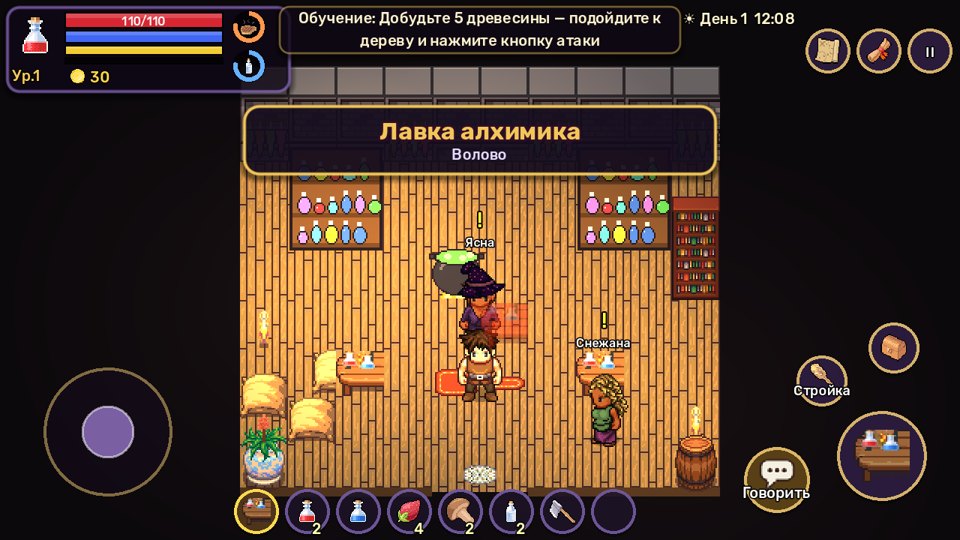 110/110
Ур.1
30
Обучение: Добудьте 5 древесины — подойдите к
дереву и нажмите кнопку атаки
День 1 12:08
Лавка алхимика
Волово
!
Ясна
!
Снежана
Стройка
Говорить
2
4
2
2